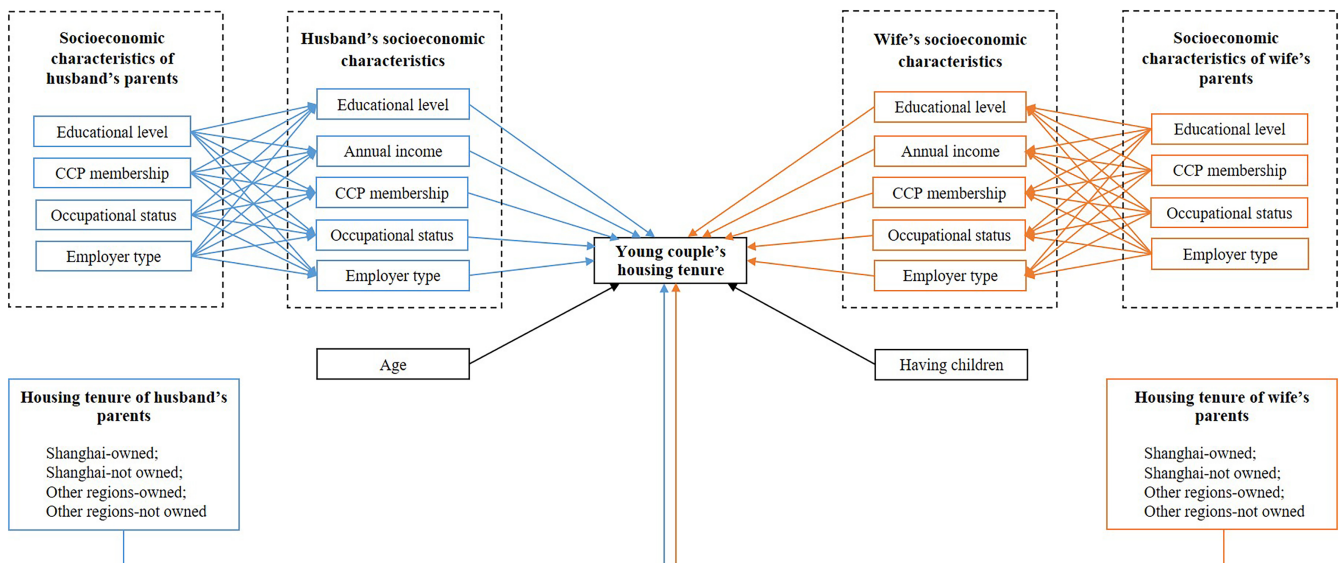 Socioeconomic
characteristics of
husband's parents
Educational level
CCP membership
Occupational status
Employer type
Husband's socioeconomic
characteristics
Educational level
Annual income
CCP membership
Occupational status
Employer type
Young couple's
housing tenure
Wife's socioeconomic
characteristics
Educational level
Annual income
CCP membership
Occupational status
Employer type
Socioeconomic
characteristics of wife's
parents
Educational level
CCP membership
Occupational status
Employer type
Age
Having children
Housing tenure of husband's
parents
Shanghai-owned;
Shanghai-not owned;
Other regions-owned;
Other regions-not owned
Housing tenure of wife's
parents
Shanghai-owned;
Shanghai-not owned;
Other regions-owned;
Other regions-not owned